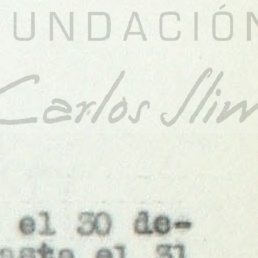 UNDACIÓN
Carlos Slim
el 30 de-
asta el 31